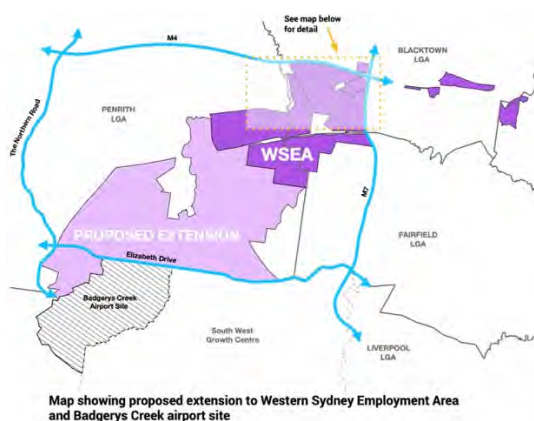 See map below
for detail
M4
BLACKTOWN
LGA
PENRITH
LGA
The Northern Road
WSEA
M7
PROPOSED EXTENSION
FAIRFIELD
LGA
Elizabeth Drive
Badgerys Creek
Airport Site
South West
Growth Centre
LIVERPOOL
LGA
Map showing proposed extension to Western Sydney Employment Area
and Badgerys Creek airport site